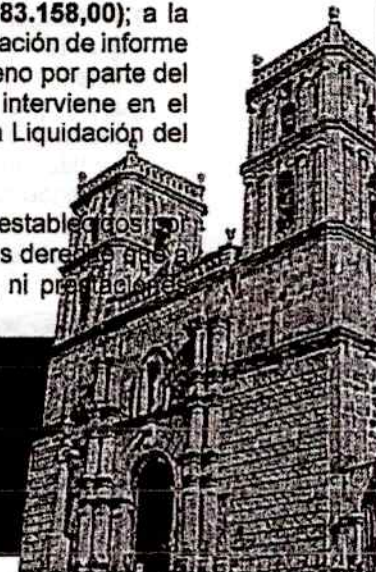 83.158,00); a la
ación de informe
eno por parte del
interviene en el
a Liquidación del
establecidos por
s derecho que a
ni prestaciones